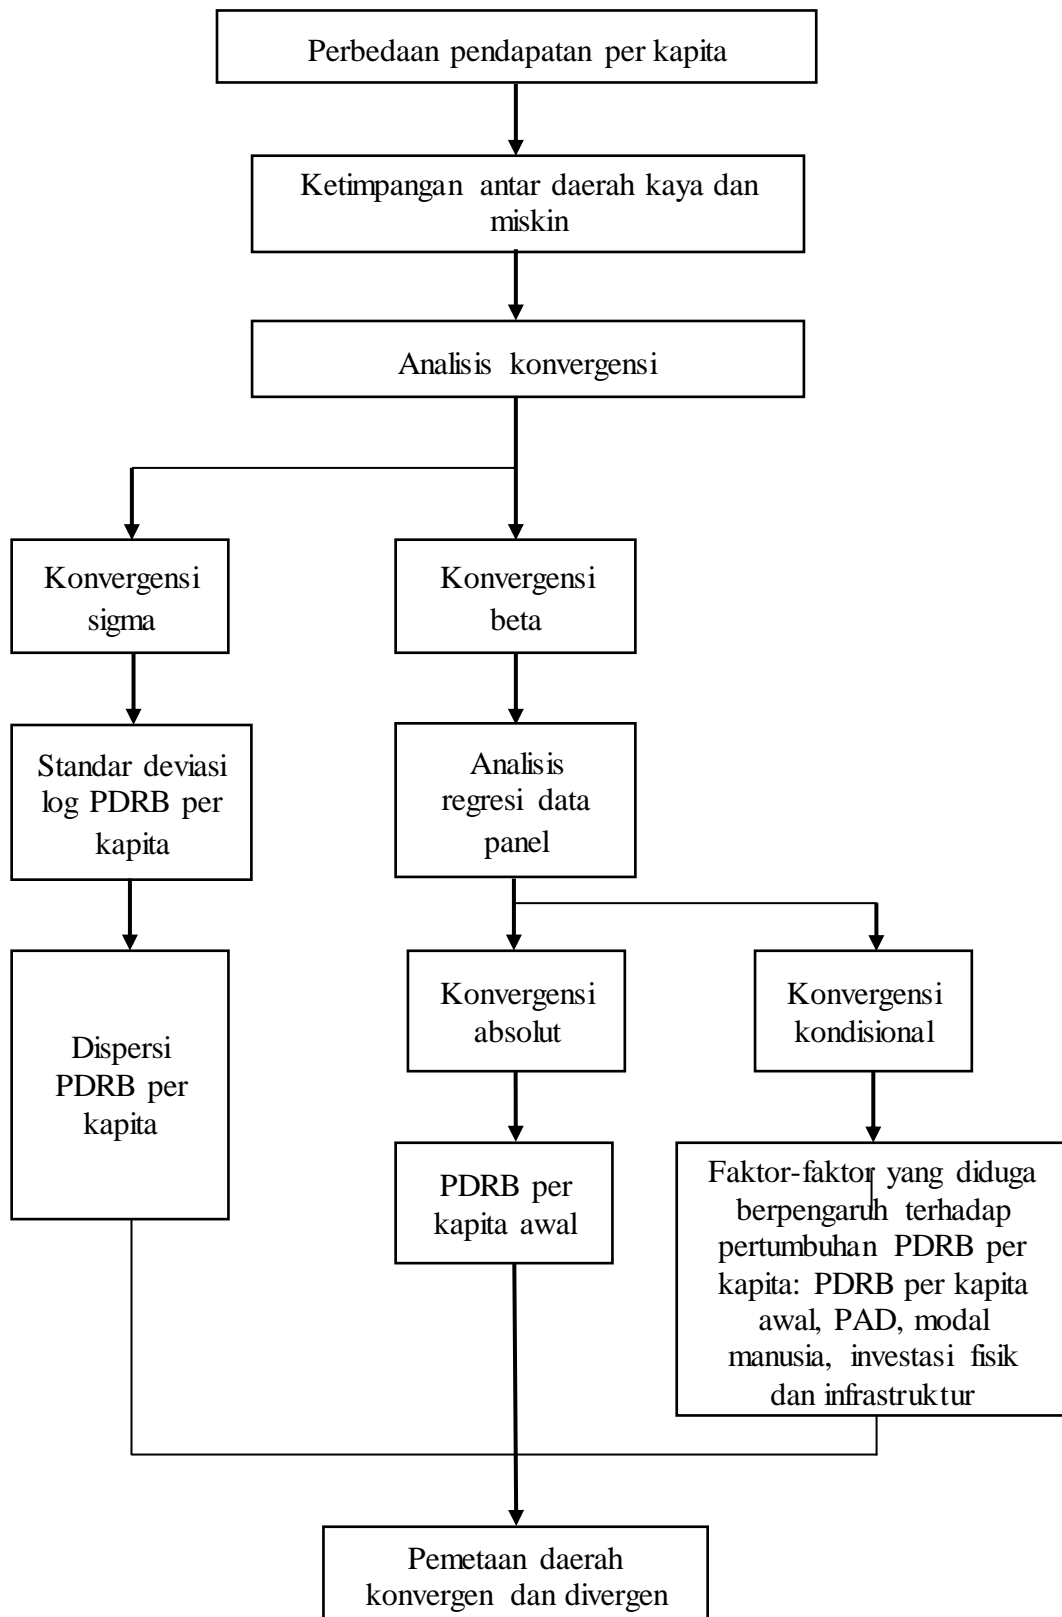 Perbedaan pendapatan per kapita
Ketimpangan antar daerah kaya dan
miskin
Analisis konvergensi
Konvergensi
sigma
Konvergensi
beta
Standar deviasi
log PDRB per
kapita
Analisis
regresi data
panel
Dispersi
PDRB per
kapita
Konvergensi
absolut
Konvergensi
kondisional
PDRB per
kapita awal
Faktor-faktor yang diduga
berpengaruh terhadap
pertumbuhan PDRB per
kapita: PDRB per kapita
awal, PAD, modal
manusia, investasi fisik
dan infrastruktur
Pemetaan daerah
konvergen dan divergen